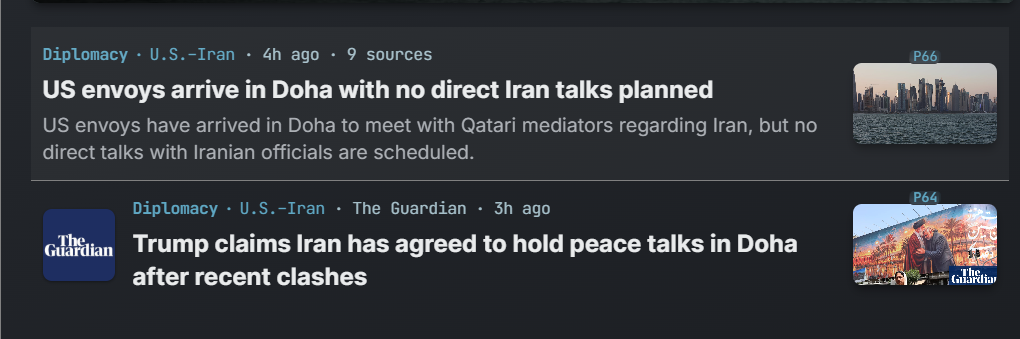 Diplomacy · U.S.–Iran · 4h ago · 9 sources
P66
US envoys arrive in Doha with no direct Iran talks planned
US envoys have arrived in Doha to meet with Qatari mediators regarding Iran, but no
direct talks with Iranian officials are scheduled.
Diplomacy · U.S.–Iran · The Guardian · 3h ago
P64
The
Guardian
Trump claims Iran has agreed to hold peace talks in Doha
after recent clashes
The
Guardian